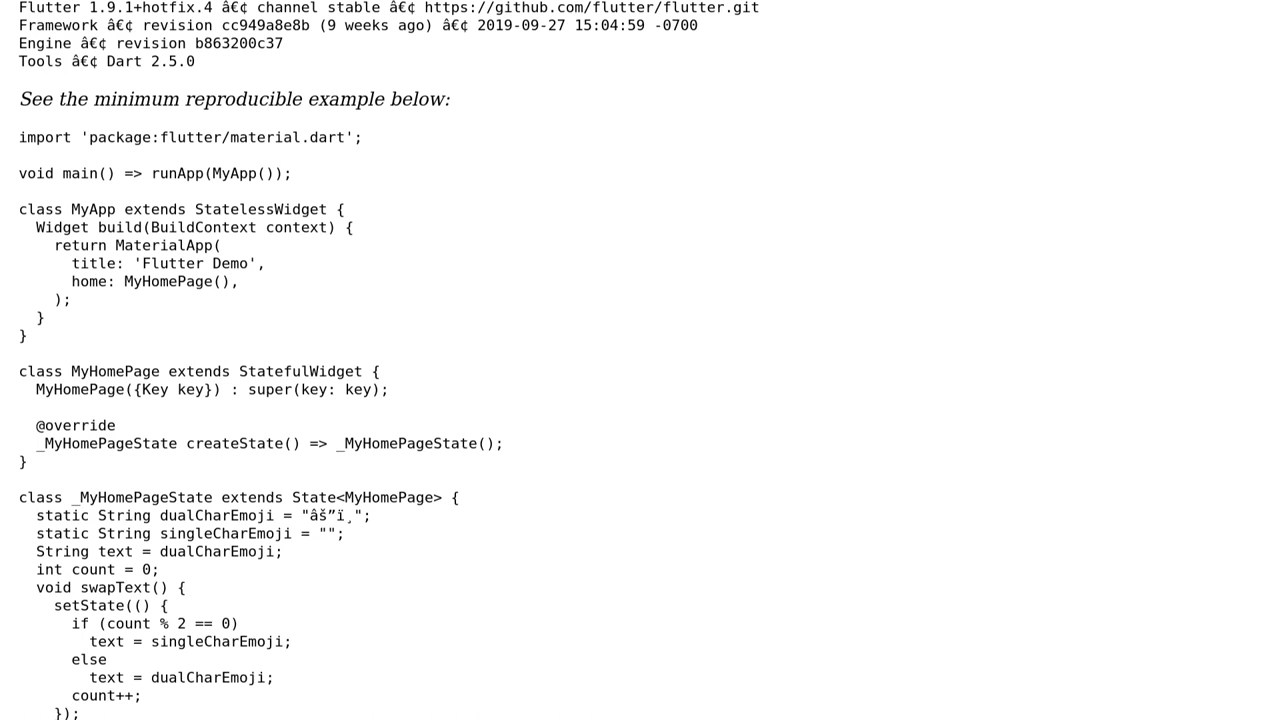 Flutter 1.9.1+hotfix.4 â€¢ channel stable â€¢ https://github.com/flutter/flutter.git
Framework â€¢ revision cc949a8e8b (9 weeks ago) â€¢ 2019-09-27 15:04:59 -0700
Engine â€¢ revision b863200c37
Tools â€¢ Dart 2.5.0
See the minimum reproducible example below:
import 'package:flutter/material.dart';
void main() => runApp(MyApp());
class MyApp extends StatelessWidget {
  Widget build(BuildContext context) {
    return MaterialApp(
      title: 'Flutter Demo',
      home: MyHomePage(),
    );
  }
}
class MyHomePage extends StatefulWidget {
  MyHomePage({Key key}) : super(key: key);
  @override
  _MyHomePageState createState() => _MyHomePageState();
}
class _MyHomePageState extends State<MyHomePage> {
  static String dualCharEmoji = "âš”ï¸";
  static String singleCharEmoji = "";
  String text = dualCharEmoji;
  int count = 0;
  void swapText() {
    setState(() {
      if (count % 2 == 0)
        text = singleCharEmoji;
      else
        text = dualCharEmoji;
      count++;
    });